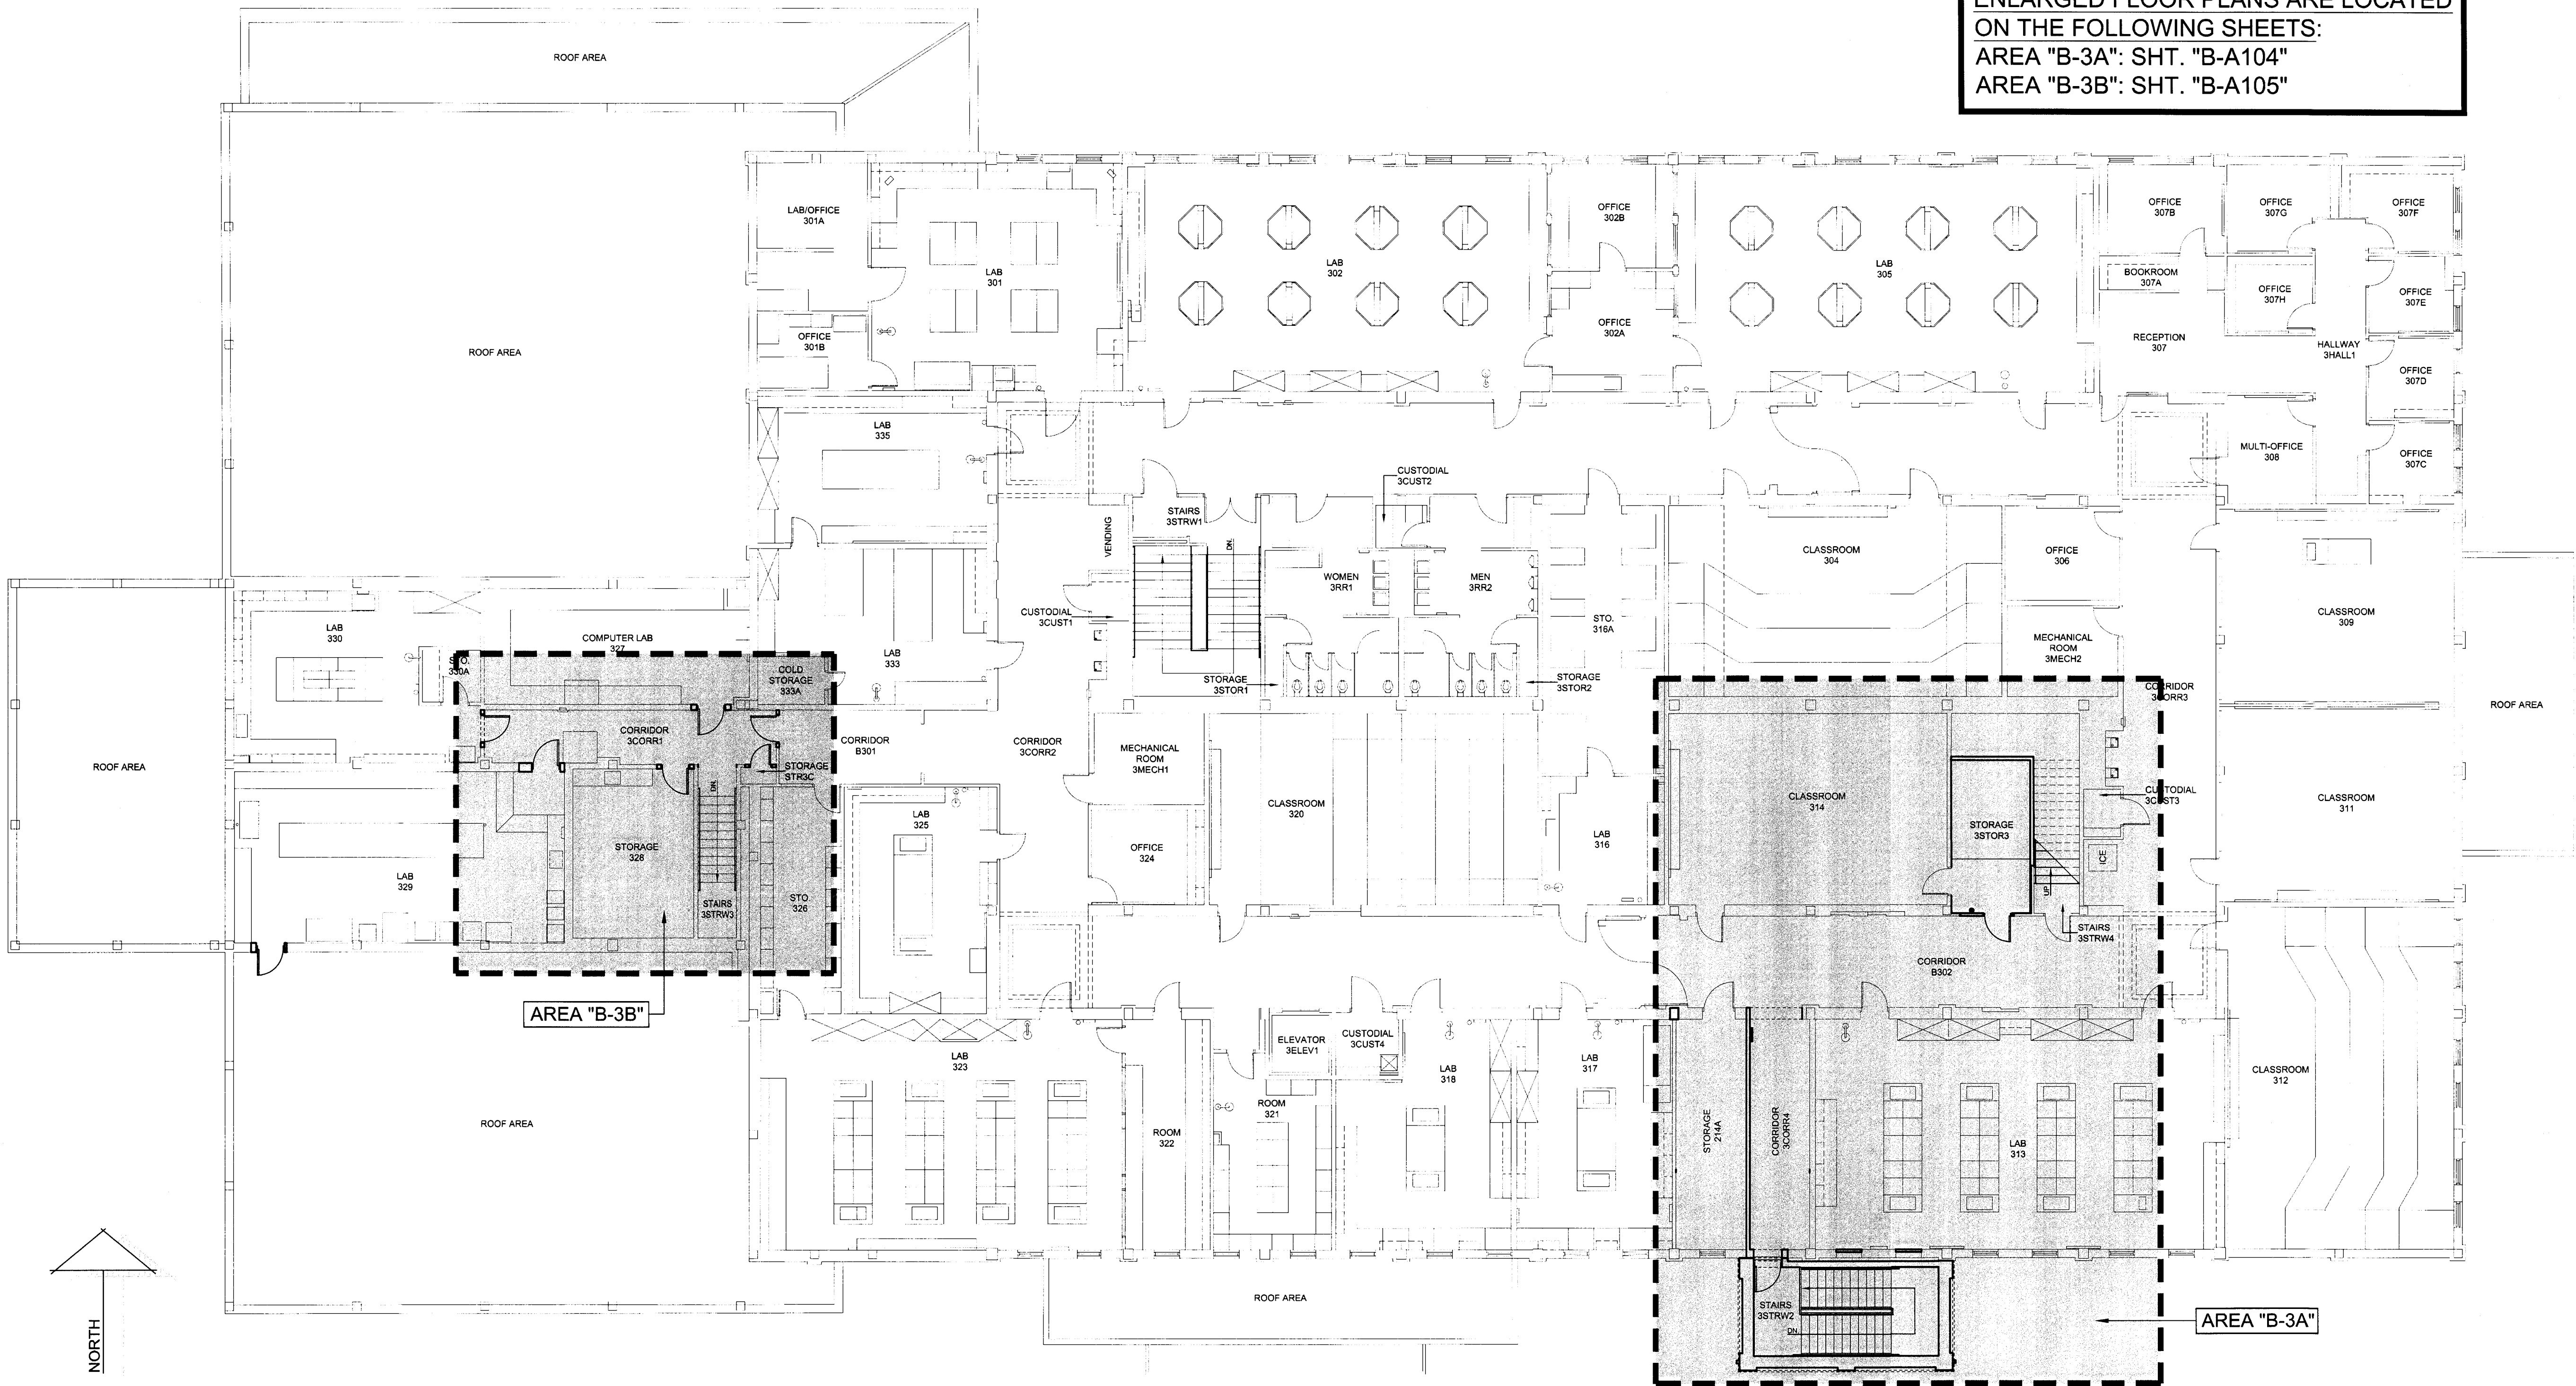 ENLARGED FLOOR PLANS ARE LOCATED
ON THE FOLLOWING SHEETS:
AREA "B-3A": SHT. "B-A104"
AREA "B-3B": SHT. "B-A105"
ROOF AREA
ROOF AREA
LAB/OFFICE
301A
OFFICE
301B
LAB
301
LAB
302
OFFICE
302B
OFFICE
302A
LAB
305
OFFICE
307B
OFFICE
307G
OFFICE
307F
BOOKROOM
307A
OFFICE
307H
OFFICE
307E
RECEPTION
307
HALLWAY
3HALL1
OFFICE
307D
MULTI-OFFICE
308
OFFICE
307C
LAB
335
VENDING
STAIRS
3STRW1
DN.
CUSTODIAL
3CUST2
WOMEN
3RR1
MEN
3RR2
CUSTODIAL
3CUST1
STORAGE
3STOR1
STORAGE
3STOR2
STO.
316A
CLASSROOM
304
OFFICE
306
MECHANICAL
ROOM
3MECH2
CLASSROOM
309
CORRIDOR
3CORR3
ROOF AREA
LAB
330
STO.
330A
COMPUTER LAB
327
COLD
STORAGE
333A
LAB
333
CORRIDOR
3CORR1
CORRIDOR
B301
STORAGE
STR3C
CORRIDOR
3CORR2
MECHANICAL
ROOM
3MECH1
ROOF AREA
LAB
329
STORAGE
328
DN.
STAIRS
3STRW3
STO.
326
LAB
325
OFFICE
324
CLASSROOM
320
LAB
316
CLASSROOM
314
STORAGE
3STOR3
UP
ICE
CUSTODIAL
3CUST3
CLASSROOM
311
STAIRS
3STRW4
CORRIDOR
B302
AREA "B-3B"
ROOF AREA
LAB
323
ROOM
322
ELEVATOR
3ELEV1
CUSTODIAL
3CUST4
ROOM
321
LAB
318
LAB
317
STORAGE
214A
CORRIDOR
3CORR4
LAB
313
CLASSROOM
312
ROOF AREA
STAIRS
3STRW2
DN.
AREA "B-3A"
NORTH